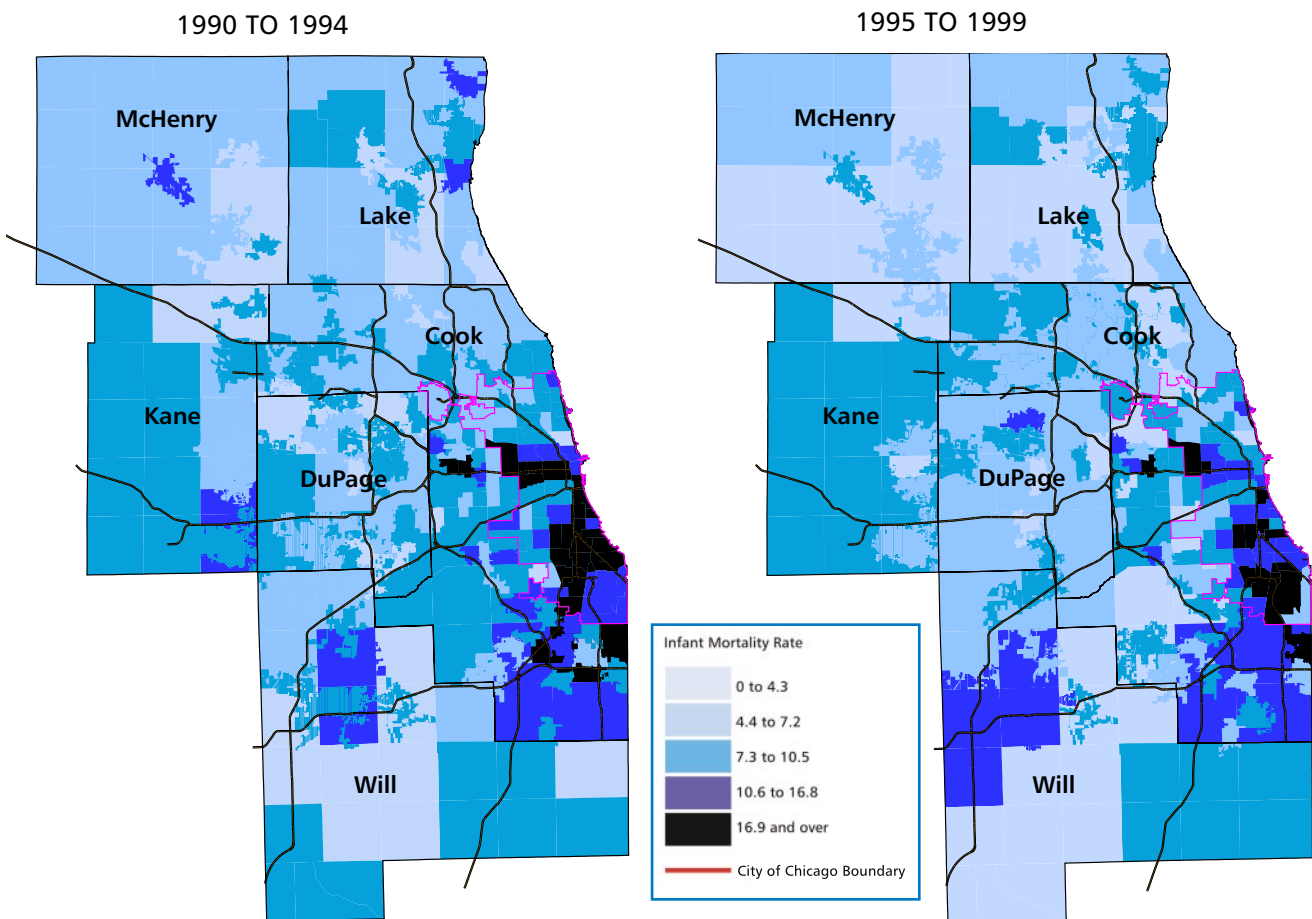 1990 TO 1994
1995 TO 1999
McHenry
Lake
Cook
Kane
DuPage
Will
McHenry
Lake
Cook
Kane
DuPage
Will
Infant Mortality Rate
0 to 4.3
4.4 to 7.2
7.3 to 10.5
10.6 to 16.8
16.9 and over
City of Chicago Boundary